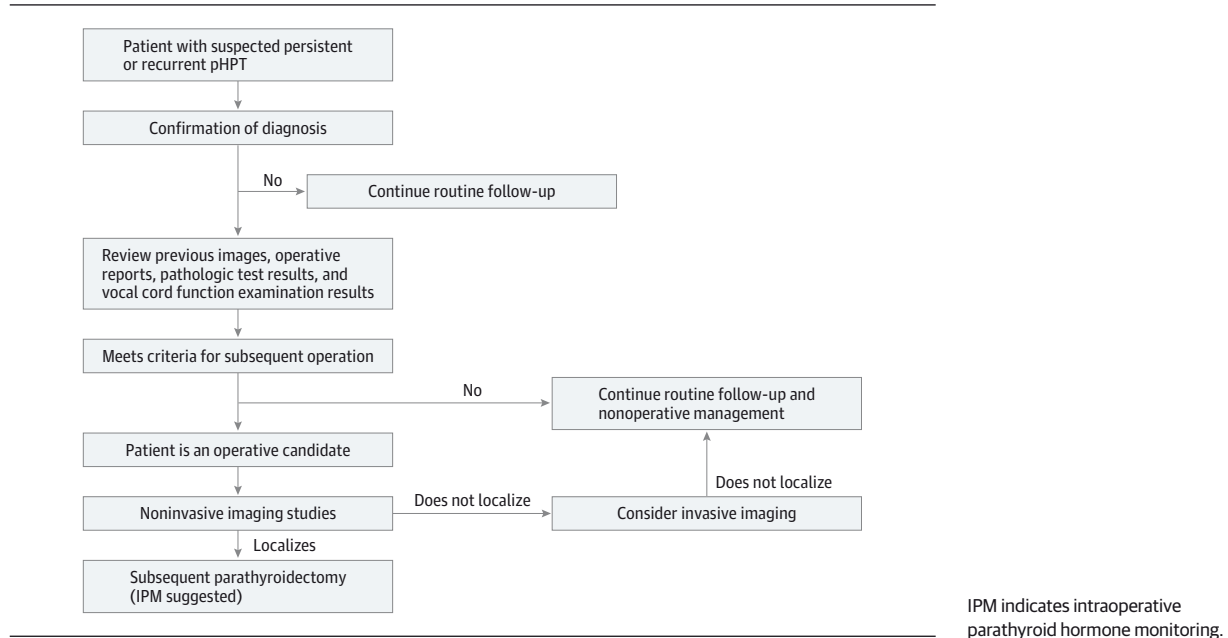 Patient with suspected persistent
or recurrent pHPT
Confirmation of diagnosis
No
Continue routine follow-up
Review previous images, operative
reports, pathologic test results, and
vocal cord function examination results
Meets criteria for subsequent operation
No
Continue routine follow-up and
nonoperative management
Patient is an operative candidate
Does not localize
Noninvasive imaging studies
Does not localize
Consider invasive imaging
Localizes
Subsequent parathyroidectomy
(IPM suggested)
IPM indicates intraoperative
parathyroid hormone monitoring.